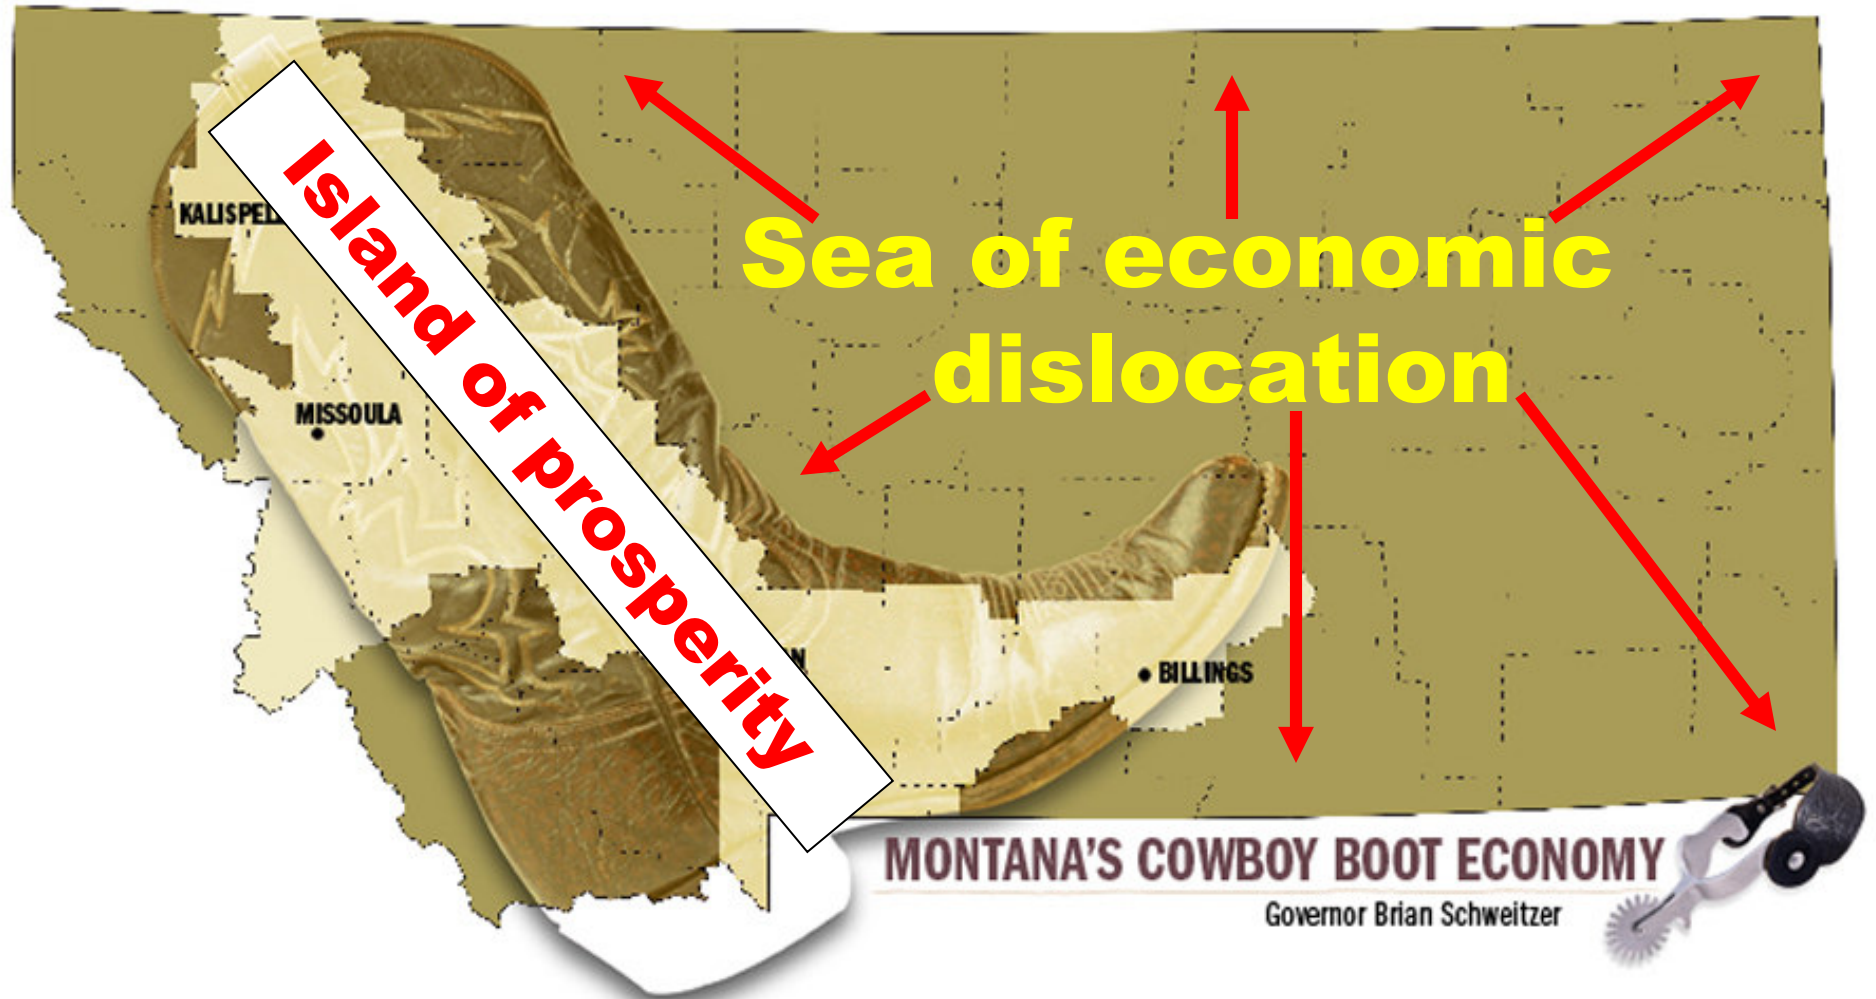 KALISPEL
Island of prosperity
Sea of economic
dislocation
MISSOULA
BILLINGS
MONTANA'S COWBOY BOOT ECONOMY
Governor Brian Schweitzer